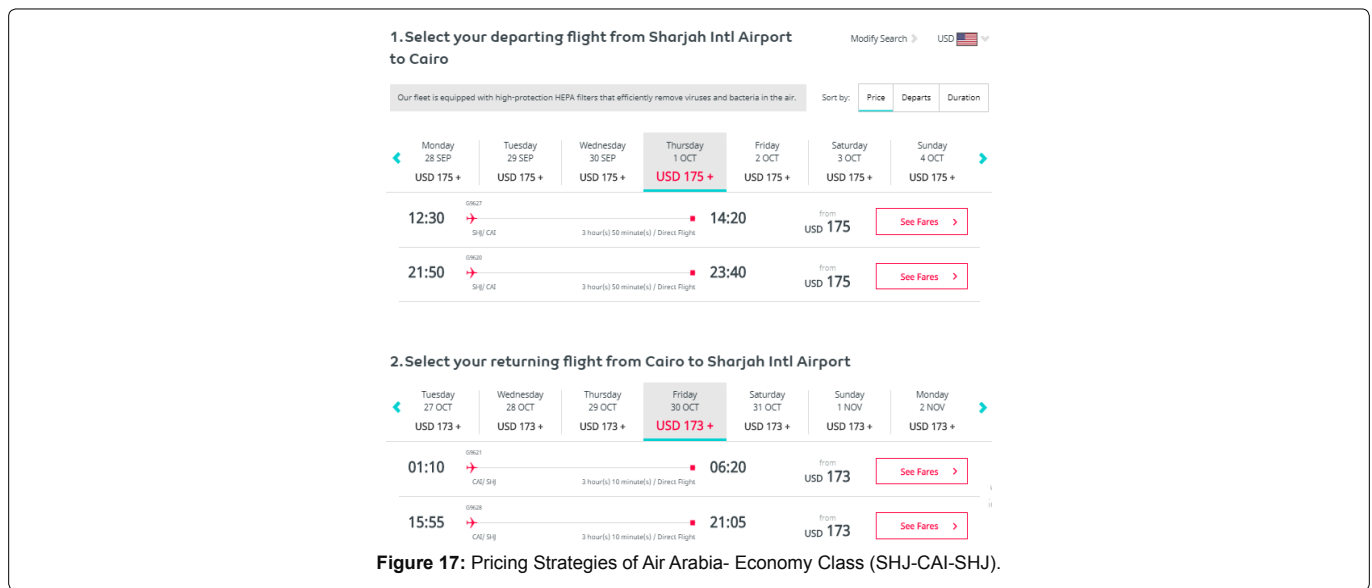 1.Select your departing flight from Sharjah Intl Airport
to Cairo
Modify Search
USD
Our fleet is equipped with high-protection HEPA filters that efficiently remove viruses and bacteria in the air.
Sort by: Price Departs Duration
Monday Tuesday Wednesday Thursday Friday Saturday Sunday
28 SEP 29 SEP 30 SEP 1 OCT 2 OCT 3 OCT 4 OCT
USD 175 + USD 175 + USD 175 + USD 175 + USD 175 + USD 175 + USD 175 +
G9627
12:30 14:20 from USD 175 See Fares
SHJ/ CAI 3 hour(s) 50 minute(s) / Direct Flight
G9620
21:50 23:40 from USD 175 See Fares
SHJ/ CAI 3 hour(s) 50 minute(s) / Direct Flight
2.Select your returning flight from Cairo to Sharjah Intl Airport
Tuesday Wednesday Thursday Friday Saturday Sunday Monday
27 OCT 28 OCT 29 OCT 30 OCT 31 OCT 1 NOV 2 NOV
USD 173 + USD 173 + USD 173 + USD 173 + USD 173 + USD 173 + USD 173 +
G9621
01:10 06:20 from USD 173 See Fares
CAI/ SHJ 3 hour(s) 10 minute(s) / Direct Flight
G9628
15:55 21:05 from USD 173 See Fares
CAI/ SHJ 3 hour(s) 10 minute(s) / Direct Flight
Figure 17: Pricing Strategies of Air Arabia- Economy Class (SHJ-CAI-SHJ).